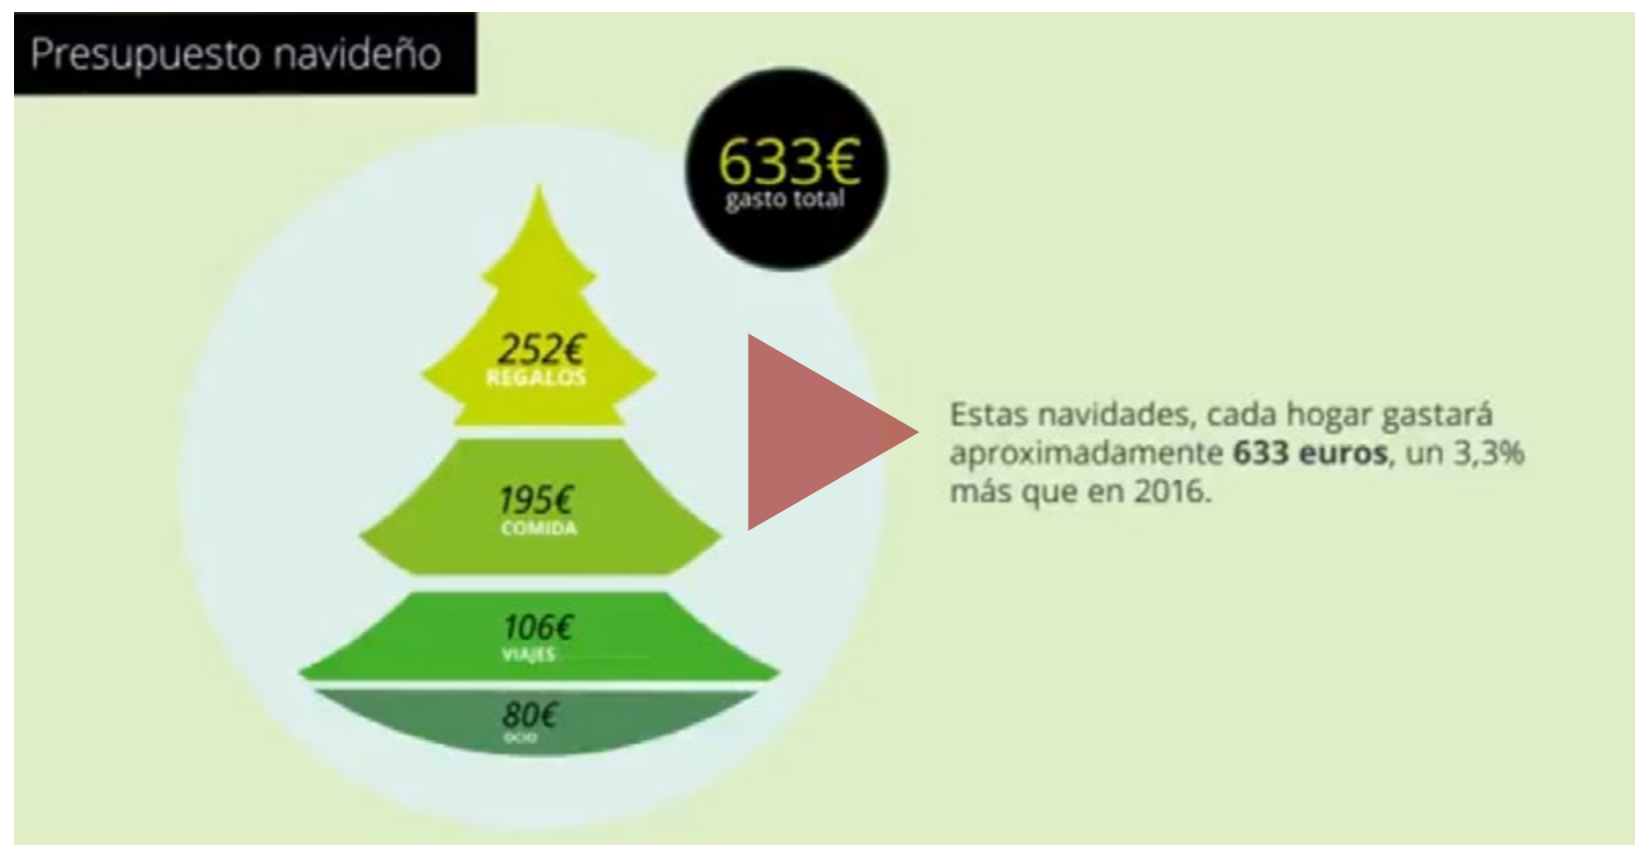 Presupuesto navideño
633€
gasto total
252€
REGALOS
195€
COMIDA
106€
VIAJES
80€
OCIO
Estas navidades, cada hogar gastará
aproximadamente 633 euros, un 3,3%
más que en 2016.